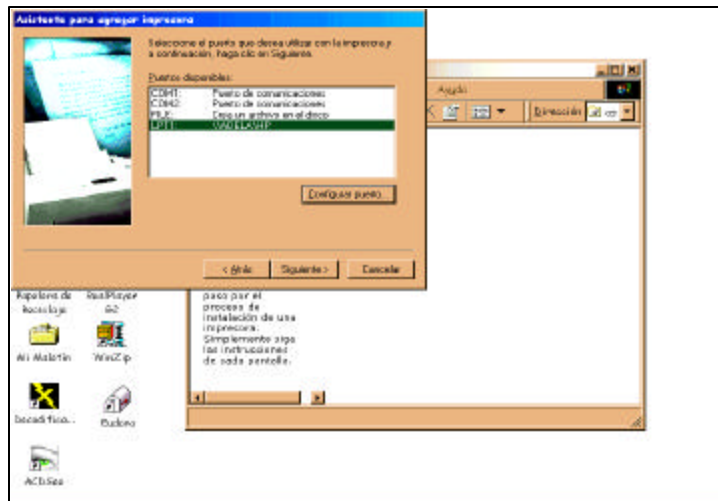 Asistente para agregar impresora
Seleccione el puerto que desea utilizar con la impresora y
a continuación, haga clic en Siguiente.
Puertos disponibles:
COM1: Puerto de comunicaciones
COM2: Puerto de comunicaciones
FILE: Crea un archivo en el disco
LPT1:
Configurar puerto...
< Atrás
Siguiente >
Cancelar
Ayuda
Dirección
paso por el
proceso de
instalación de una
impresora.
Simplemente siga
las instrucciones
de cada pantalla.
Papelera de
Reciclaje
RealPlayer
G2
Mi Maletín
WinZip
Eudora
ACDSee